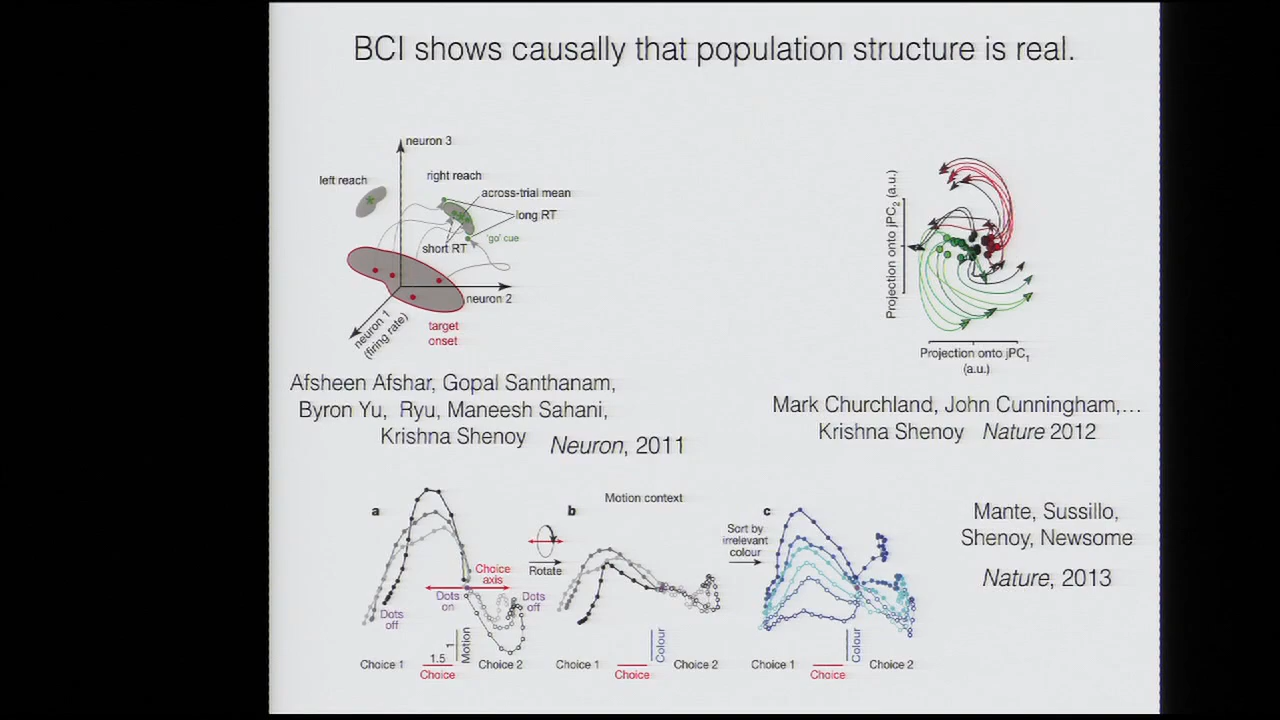 BCI shows causally that population structure is real.
neuron 3
left reach
right reach
across-trial mean
long RT
short RT
'go' cue
neuron 2
neuron 1
(firing rate)
target
onset
Afsheen Afshar, Gopal Santhanam,
Byron Yu, Ryu, Maneesh Sahani,
Krishna Shenoy
Neuron, 2011
Projection onto jPC2 (a.u.)
Projection onto jPC1
(a.u.)
Mark Churchland, John Cunningham,...
Krishna Shenoy Nature 2012
a
Dots
off
Choice
axis
Dots
on
Dots
off
1
Motion
1.5
Choice 1
Choice
Choice 2
Rotate
b
Motion context
Colour
Choice 1
Choice
Choice 2
Sort by
irrelevant
colour
c
Colour
Choice 1
Choice
Choice 2
Mante, Sussillo,
Shenoy, Newsome
Nature, 2013